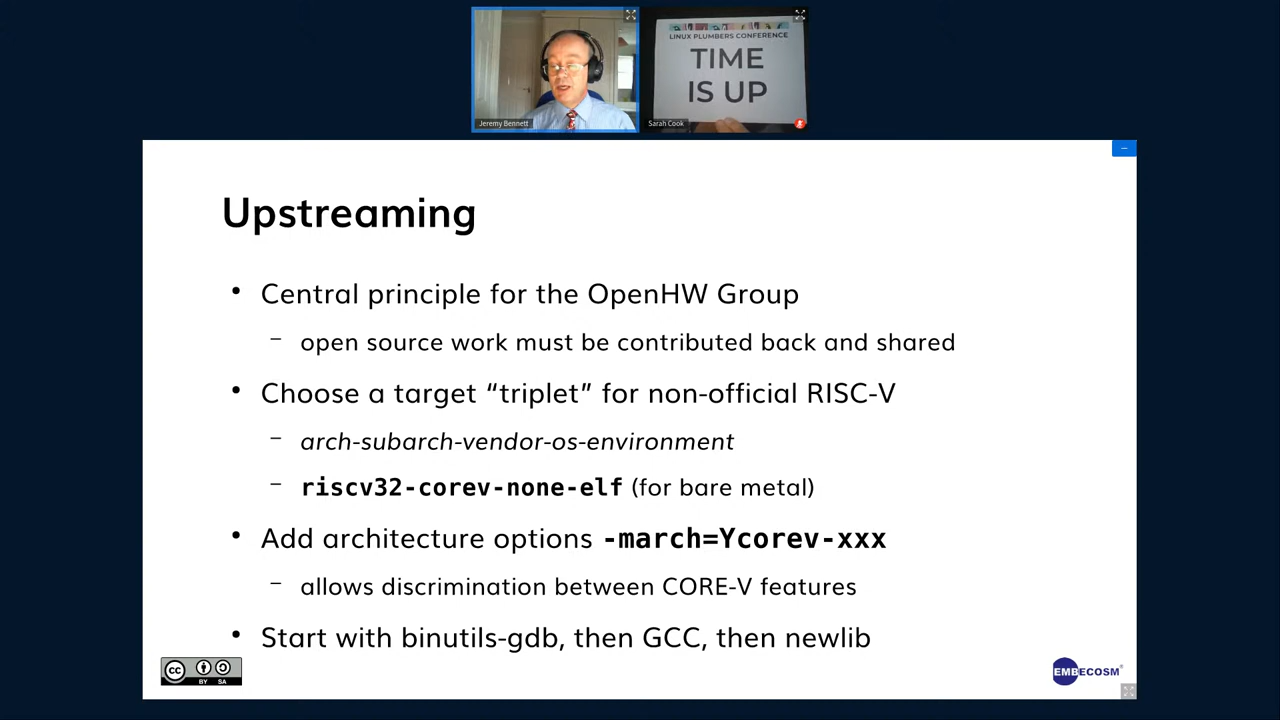 Jeremy Bennett
LINUX PLUMBERS CONFERENCE
TIME
IS UP
Sarah Cook
Upstreaming
• Central principle for the OpenHW Group
– open source work must be contributed back and shared
• Choose a target “triplet” for non-official RISC-V
– arch-subarch-vendor-os-environment
– riscv32-corev-none-elf (for bare metal)
• Add architecture options -march=Ycorev-xxx
– allows discrimination between CORE-V features
• Start with binutils-gdb, then GCC, then newlib
cc
BY SA
EMBECOSM®